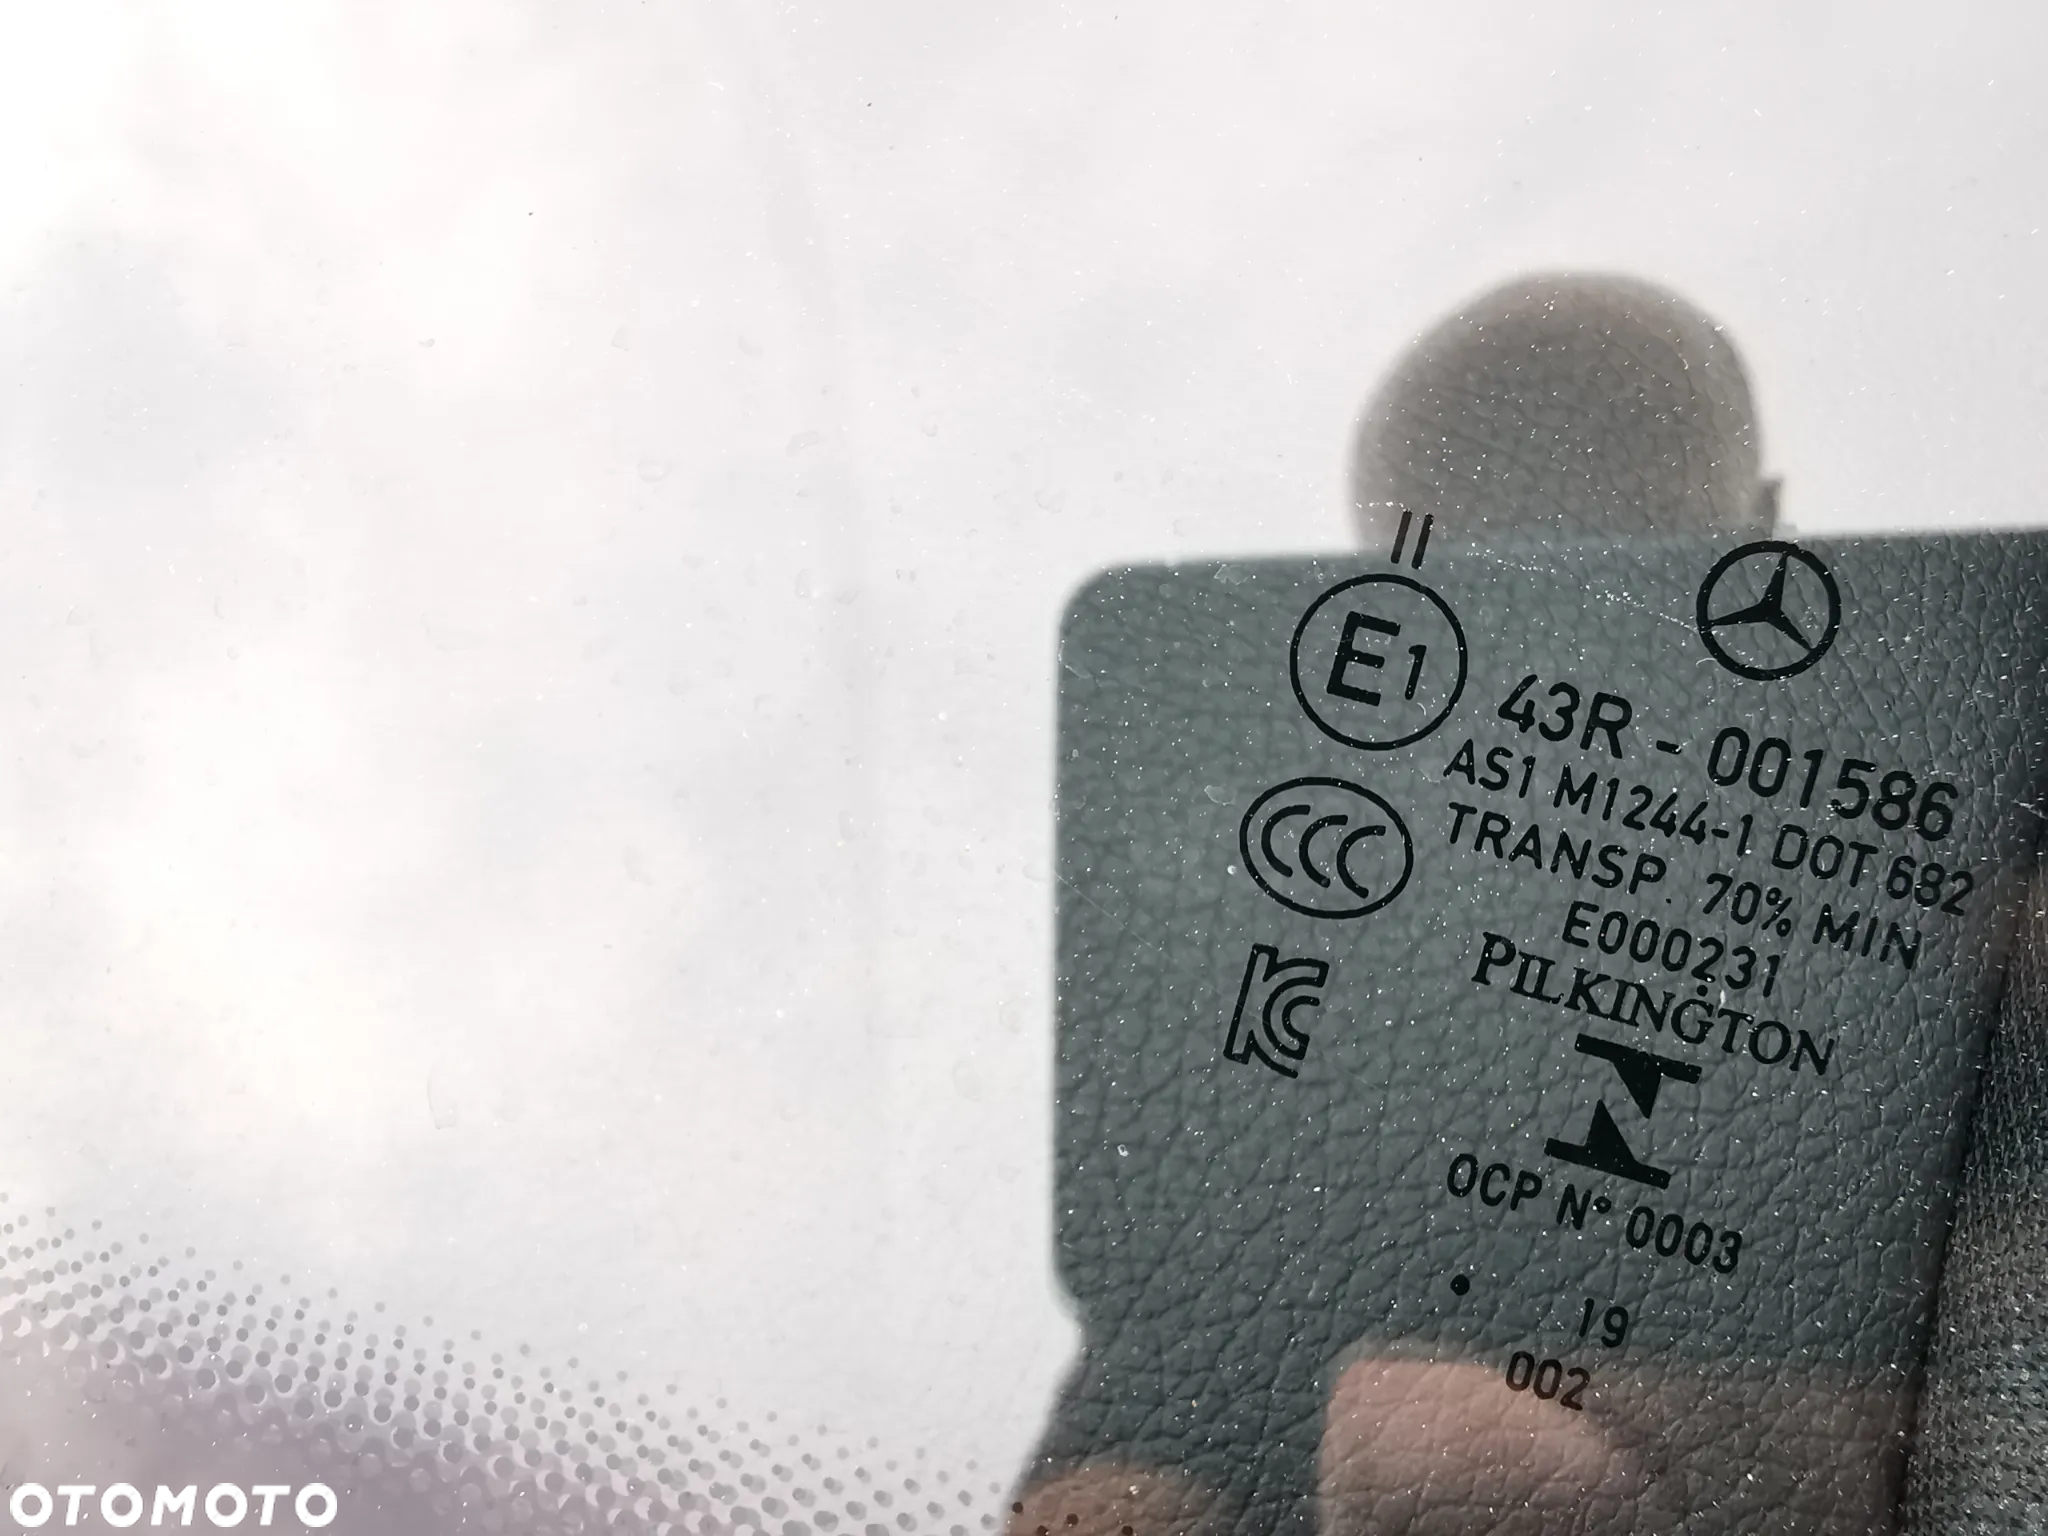 II
E1
43R - 001586
AS1 M1244-1 DOT 682
TRANSP. 70% MIN
E000231
CCC
PILKINGTON
KC
OCP N° 0003
. 19
002
OTOMOTO